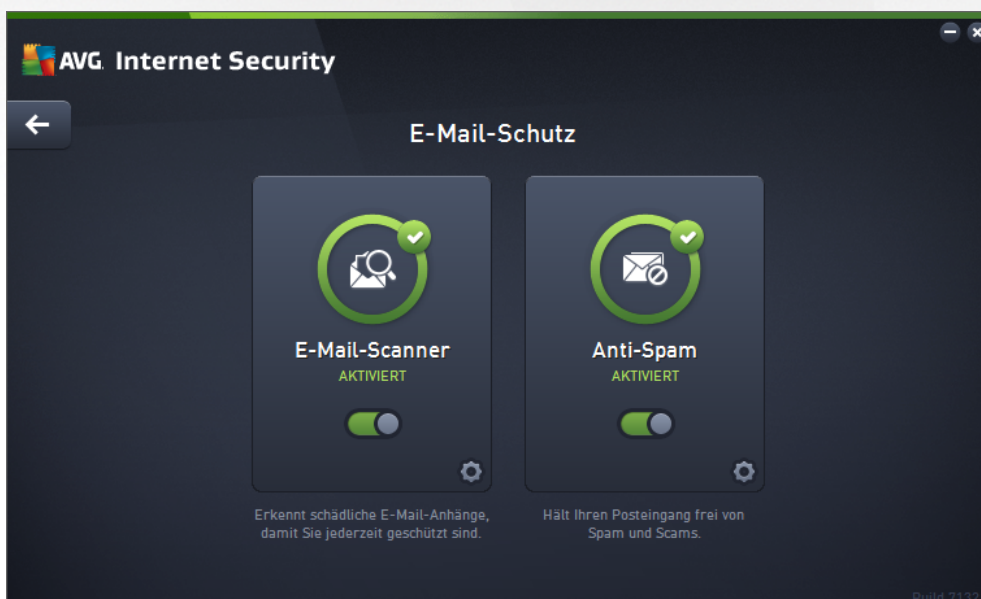 AVG Internet Security
E-Mail-Schutz
E-Mail-Scanner
AKTIVIERT
Erkennt schädliche E-Mail-Anhänge,
damit Sie jederzeit geschützt sind.
Anti-Spam
AKTIVIERT
Hält Ihren Posteingang frei von
Spam und Scams.
Build